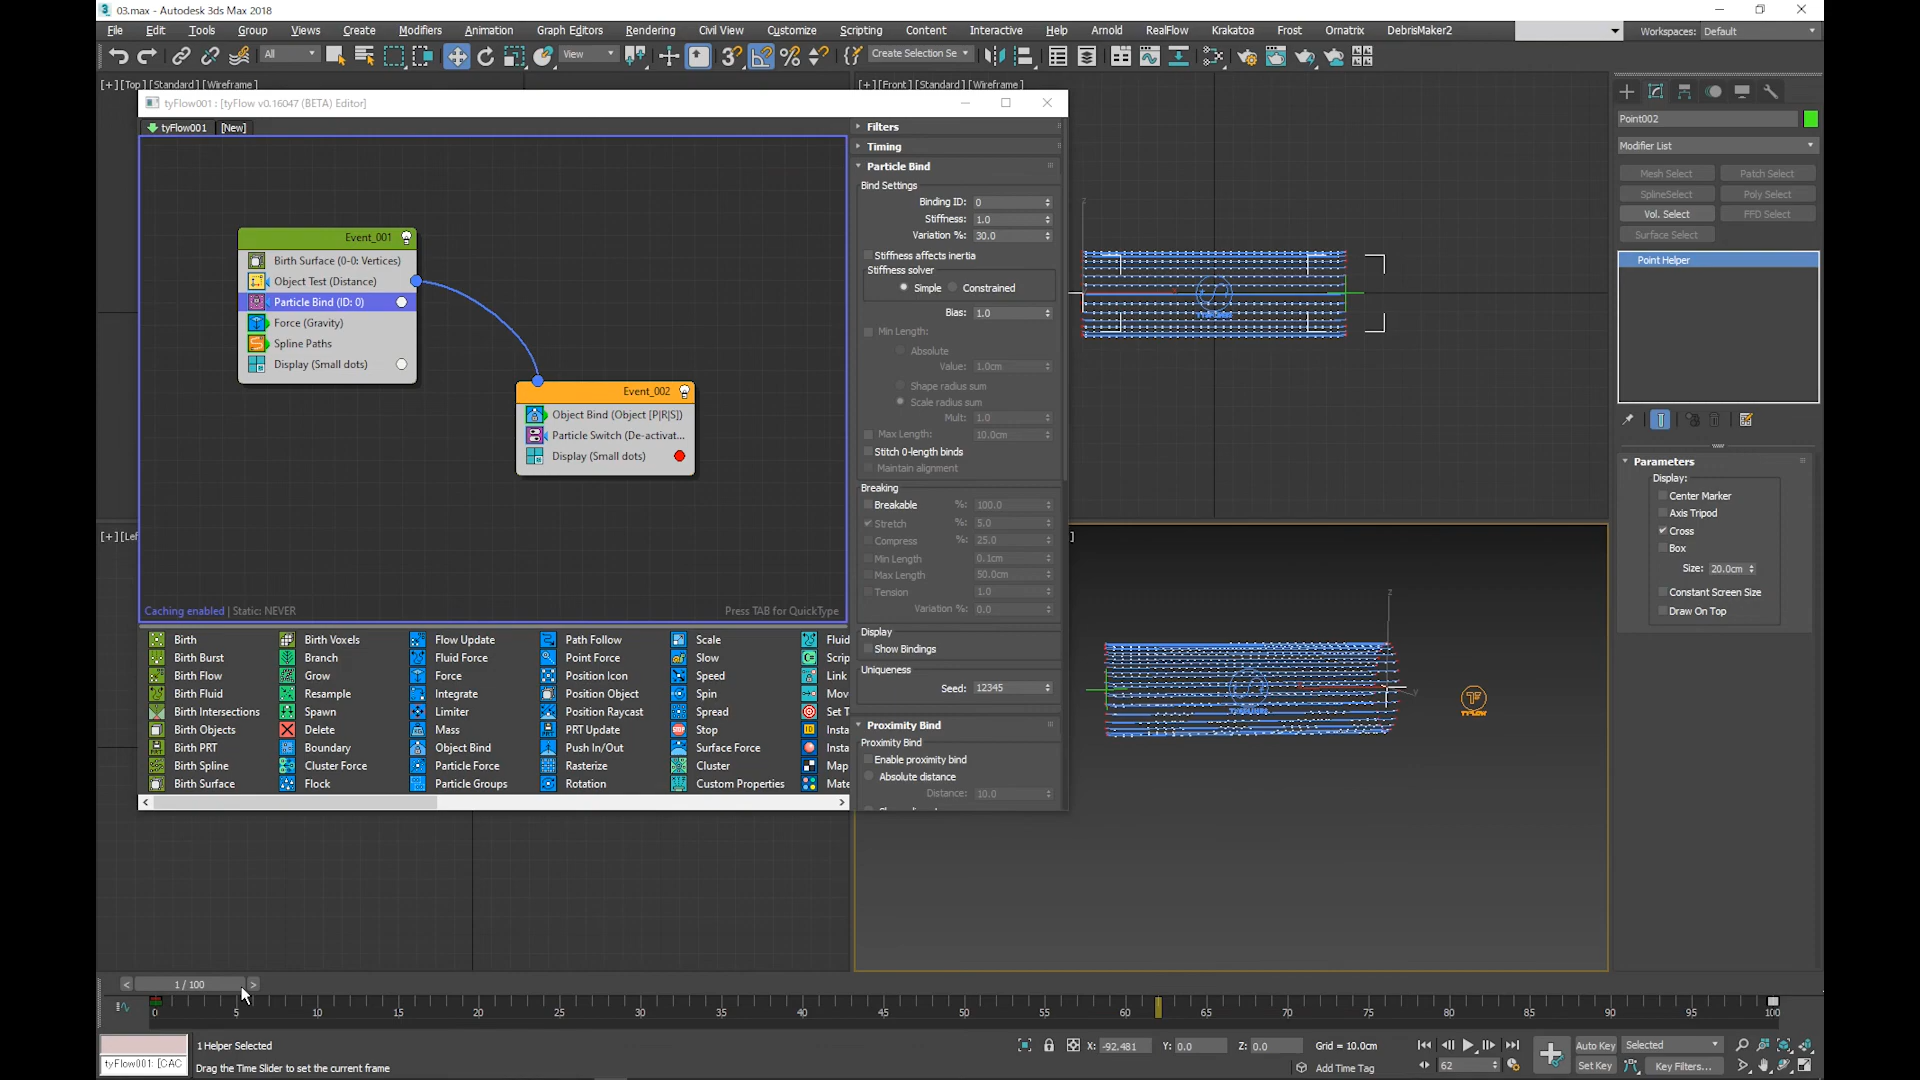 03.max - Autodesk 3ds Max 2018
File Edit Tools Group Views Create Modifiers Animation Graph Editors Rendering Civil View Customize Scripting Content Interactive Help Arnold RealFlow Krakatoa Frost Ornatrix DebrisMaker2 Workspaces: Default
All View Create Selection Se
[+] [Top] [Standard] [Wireframe] [+] [Front] [Standard] [Wireframe]
tyFlow001 : [tyFlow v0.16047 (BETA) Editor]
tyFlow001 [New]
Event_001
Birth Surface (0-0: Vertices)
Object Test (Distance)
Particle Bind (ID: 0)
Force (Gravity)
Spline Paths
Display (Small dots)
Event_002
Object Bind (Object [P|R|S])
Particle Switch (De-activat...
Display (Small dots)
Caching enabled | Static: NEVER Press TAB for QuickType
Filters
Timing
Particle Bind
Bind Settings
Binding ID: 0
Stiffness: 1.0
Variation %: 30.0
Stiffness affects inertia
Stiffness solver
Simple Constrained
Bias: 1.0
Min Length:
Absolute
Value: 1.0cm
Shape radius sum
Scale radius sum
Mult: 1.0
Max Length: 10.0cm
Stitch 0-length binds
Maintain alignment
Breaking
Breakable %: 100.0
Stretch %: 5.0
Compress %: 25.0
Min Length 0.1cm
Max Length 50.0cm
Tension 1.0
Variation %: 0.0
Display
Show Bindings
Uniqueness
Seed: 12345
Proximity Bind
Proximity Bind
Enable proximity bind
Absolute distance
Distance: 10.0
Birth Birth Voxels Flow Update Path Follow Scale Fluid
Birth Burst Branch Fluid Force Point Force Slow Scrip
Birth Flow Grow Force Position Icon Speed Link
Birth Fluid Resample Integrate Position Object Spin Mov
Birth Intersections Spawn Limiter Position Raycast Spread Set T
Birth Objects Delete Mass PRT Update Stop Insta
Birth PRT Boundary Object Bind Push In/Out Surface Force Insta
Birth Spline Cluster Force Particle Force Rasterize Cluster Map
Birth Surface Flock Particle Groups Rotation Custom Properties Mate
[+] [Lef
]
z
z
y
TYFLOW
Point002
Modifier List
Mesh Select Patch Select
SplineSelect Poly Select
Vol. Select FFD Select
Surface Select
Point Helper
Parameters
Display:
Center Marker
Axis Tripod
Cross
Box
Size: 20.0cm
Constant Screen Size
Draw On Top
< 1 / 100 >
0 5 10 15 20 25 30 35 40 45 50 55 60 65 70 75 80 85 90 95 100
1 Helper Selected X: -92.481 Y: 0.0 Z: 0.0 Grid = 10.0cm Auto Key Selected
tyFlow001: [CAC Drag the Time Slider to set the current frame Add Time Tag 62 Set Key Key Filters...